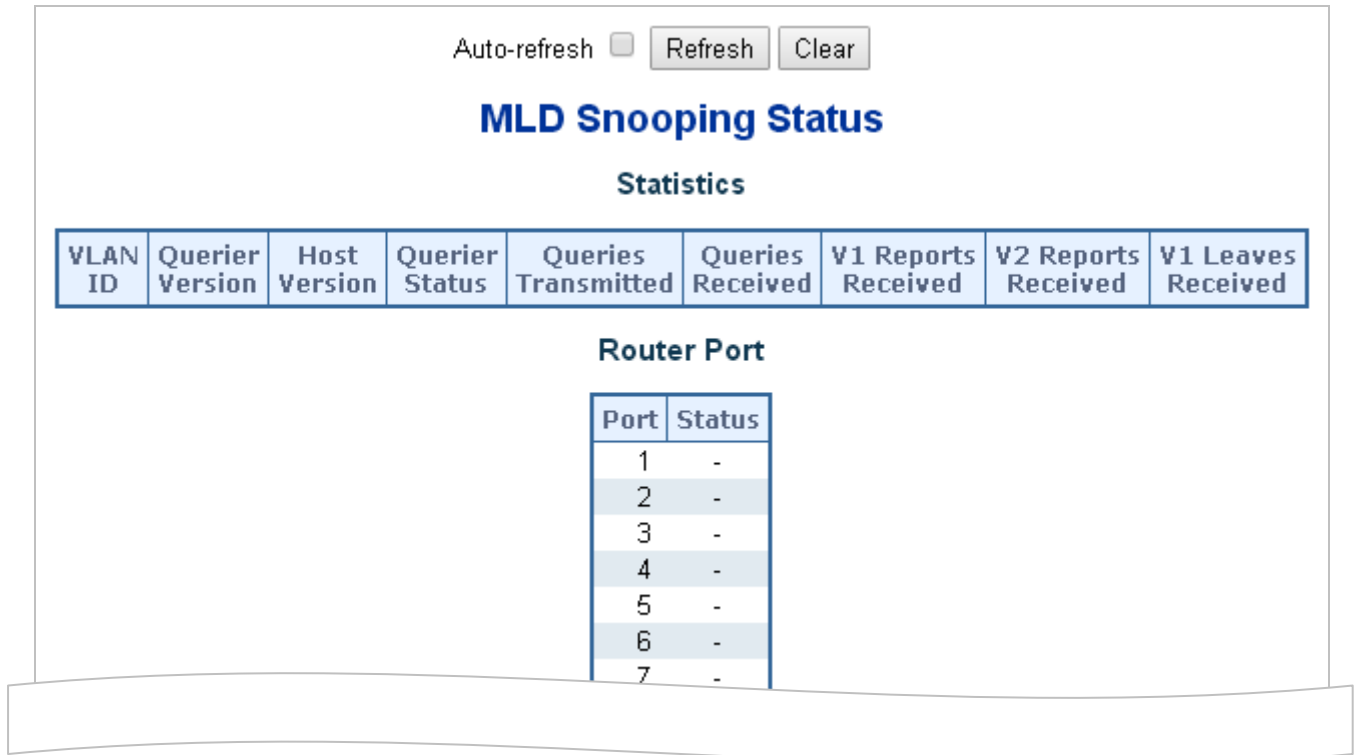 Auto-refresh Refresh Clear
MLD Snooping Status
Statistics
VLAN ID Querier Version Host Version Querier Status Queries Transmitted Queries Received V1 Reports Received V2 Reports Received V1 Leaves Received
Router Port
Port Status
1 -
2 -
3 -
4 -
5 -
6 -
7 -